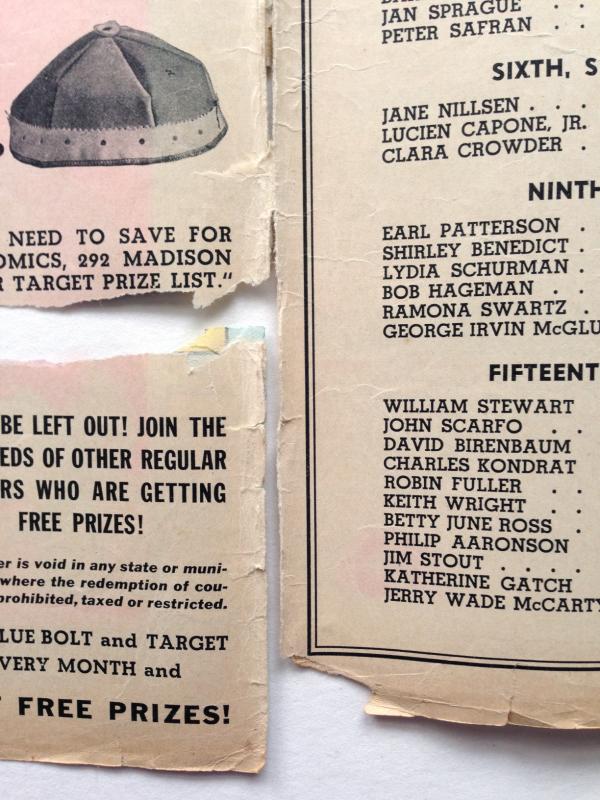 NEED TO SAVE FOR
OMICS, 292 MADISON
R TARGET PRIZE LIST."
BE LEFT OUT! JOIN THE
EDS OF OTHER REGULAR
RS WHO ARE GETTING
FREE PRIZES!
er is void in any state or muni-
where the redemption of cou-
prohibited, taxed or restricted.
LUE BOLT and TARGET
VERY MONTH and
FREE PRIZES!
JAN SPRAGUE . .
PETER SAFRAN . .
SIXTH, S
JANE NILLSEN . . .
LUCIEN CAPONE, JR.
CLARA CROWDER .
NINTH
EARL PATTERSON .
SHIRLEY BENEDICT .
LYDIA SCHURMAN .
BOB HAGEMAN . .
RAMONA SWARTZ .
GEORGE IRVIN McGLU
FIFTEENT
WILLIAM STEWART
JOHN SCARFO . .
DAVID BIRENBAUM
CHARLES KONDRAT
ROBIN FULLER . .
KEITH WRIGHT . .
BETTY JUNE ROSS .
PHILIP AARONSON
JIM STOUT . . . .
KATHERINE GATCH
JERRY WADE McCARTY